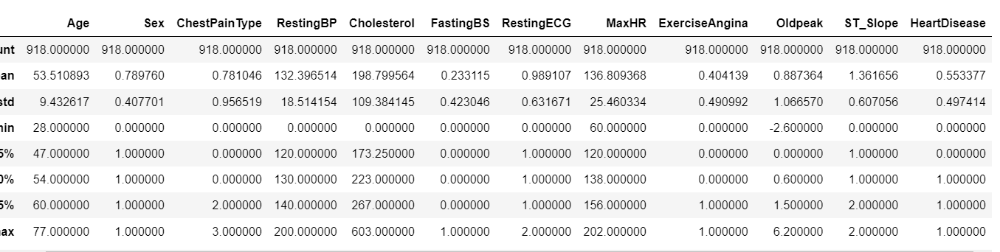 Age Sex ChestPainType RestingBP Cholesterol FastingBS RestingECG MaxHR ExerciseAngina Oldpeak ST_Slope HeartDisease
unt 918.000000 918.000000 918.000000 918.000000 918.000000 918.000000 918.000000 918.000000 918.000000 918.000000 918.000000 918.000000
an 53.510893 0.789760 0.781046 132.396514 198.799564 0.233115 0.989107 136.809368 0.404139 0.887364 1.361656 0.553377
std 9.432617 0.407701 0.956519 18.514154 109.384145 0.423046 0.631671 25.460334 0.490992 1.066570 0.607056 0.497414
nin 28.000000 0.000000 0.000000 0.000000 0.000000 0.000000 0.000000 60.000000 0.000000 -2.600000 0.000000 0.000000
5% 47.000000 1.000000 0.000000 120.000000 173.250000 0.000000 1.000000 120.000000 0.000000 0.000000 1.000000 0.000000
0% 54.000000 1.000000 0.000000 130.000000 223.000000 0.000000 1.000000 138.000000 0.000000 0.600000 1.000000 1.000000
5% 60.000000 1.000000 2.000000 140.000000 267.000000 0.000000 1.000000 156.000000 1.000000 1.500000 2.000000 1.000000
ax 77.000000 1.000000 3.000000 200.000000 603.000000 1.000000 2.000000 202.000000 1.000000 6.200000 2.000000 1.000000